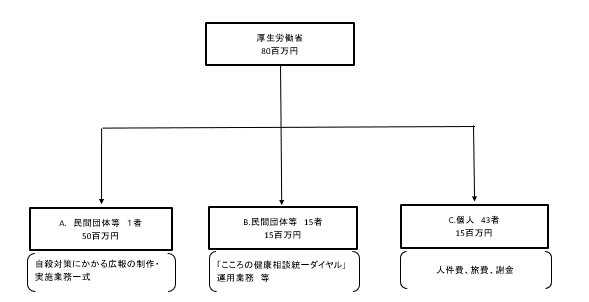 厚生労働省
80百万円
A. 民間団体等 1者
50百万円
B.民間団体等 15者
15百万円
C.個人 43者
15百万円
自殺対策にかかる広報の制作・
実施業務一式
「こころの健康相談統一ダイヤル」
運用業務 等
人件費、旅費、謝金